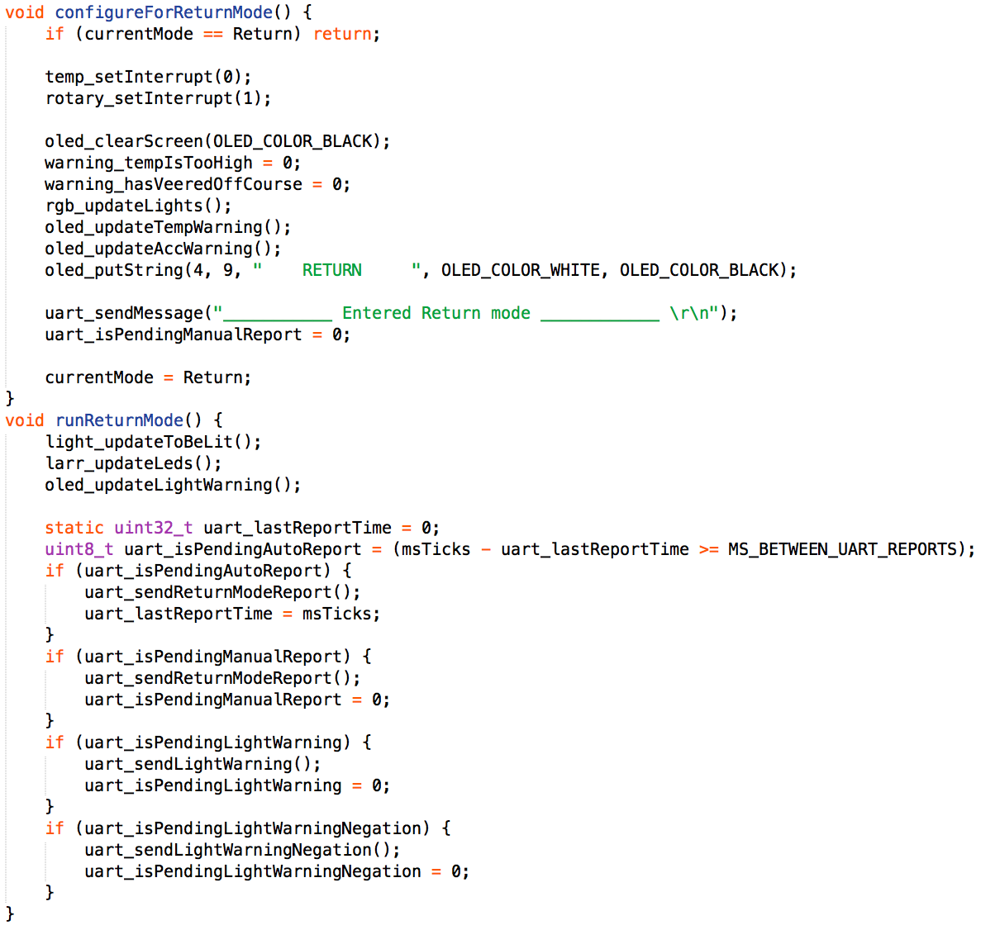 void configureForReturnMode() {
    if (currentMode == Return) return;

    temp_setInterrupt(0);
    rotary_setInterrupt(1);

    oled_clearScreen(OLED_COLOR_BLACK);
    warning_tempIsTooHigh = 0;
    warning_hasVeeredOffCourse = 0;
    rgb_updateLights();
    oled_updateTempWarning();
    oled_updateAccWarning();
    oled_putString(4, 9, "    RETURN     ", OLED_COLOR_WHITE, OLED_COLOR_BLACK);

    uart_sendMessage("___________ Entered Return mode ____________ \r\n");
    uart_isPendingManualReport = 0;

    currentMode = Return;
}
void runReturnMode() {
    light_updateToBeLit();
    larr_updateLeds();
    oled_updateLightWarning();

    static uint32_t uart_lastReportTime = 0;
    uint8_t uart_isPendingAutoReport = (msTicks - uart_lastReportTime >= MS_BETWEEN_UART_REPORTS);
    if (uart_isPendingAutoReport) {
        uart_sendReturnModeReport();
        uart_lastReportTime = msTicks;
    }
    if (uart_isPendingManualReport) {
        uart_sendReturnModeReport();
        uart_isPendingManualReport = 0;
    }
    if (uart_isPendingLightWarning) {
        uart_sendLightWarning();
        uart_isPendingLightWarning = 0;
    }
    if (uart_isPendingLightWarningNegation) {
        uart_sendLightWarningNegation();
        uart_isPendingLightWarningNegation = 0;
    }
}